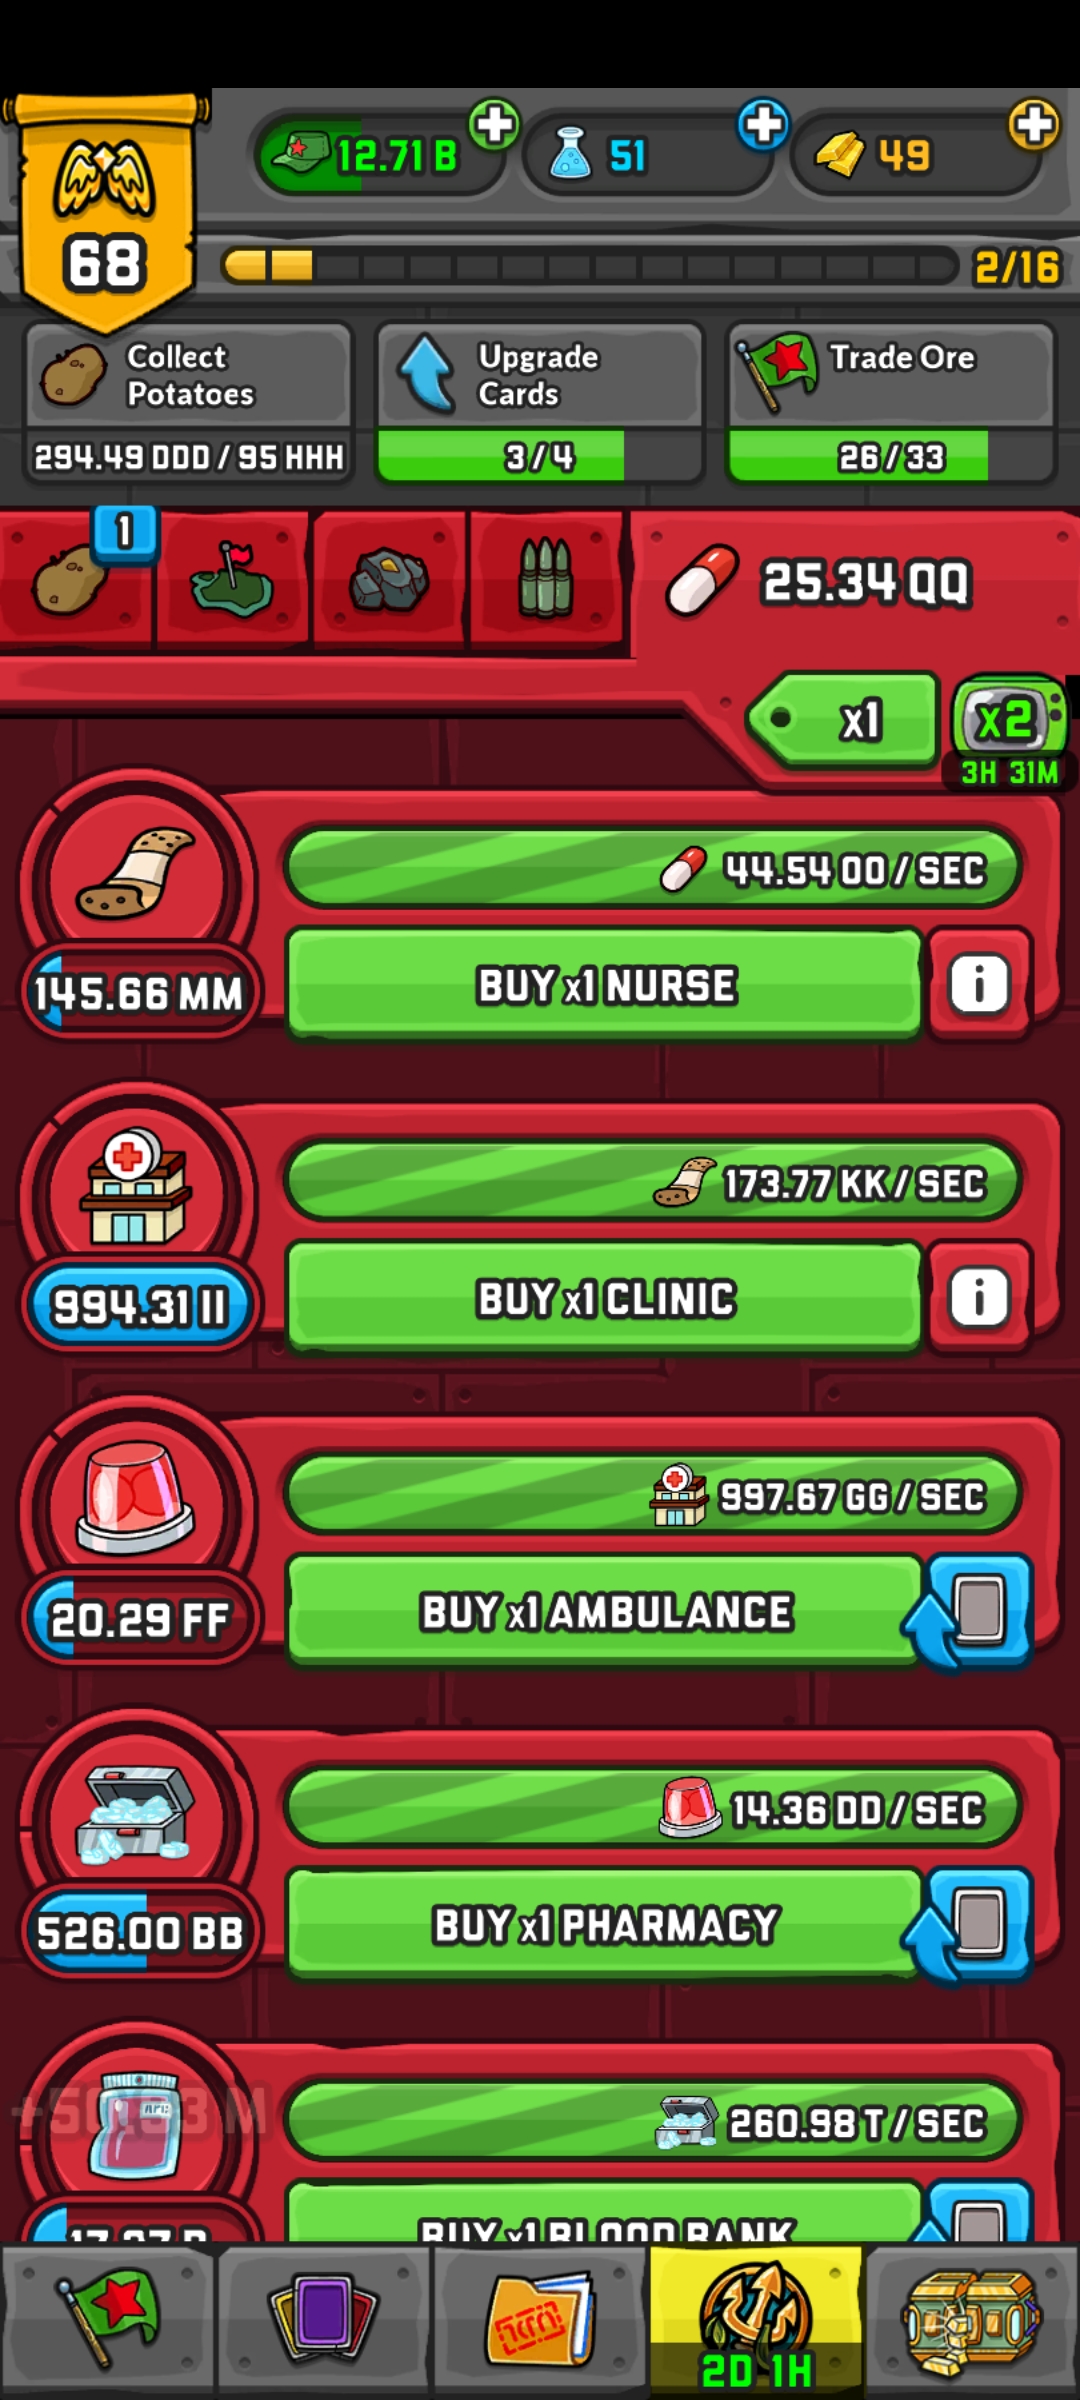 12.71 B
51
49
68
2/16
Collect
Potatoes
Upgrade
Cards
Trade Ore
294.49 DDD / 95 HHH
3/4
26/33
1
25.34 QQ
x1
x2
3H 31M
44.54 OO / SEC
145.66 MM
BUY x1 NURSE
i
173.77 KK / SEC
994.31 II
BUY x1 CLINIC
i
997.67 GG / SEC
20.29 FF
BUY x1 AMBULANCE
14.36 DD / SEC
526.00 BB
BUY x1 PHARMACY
260.98 T / SEC
BUY x1 BLOOD BANK
2D 1H